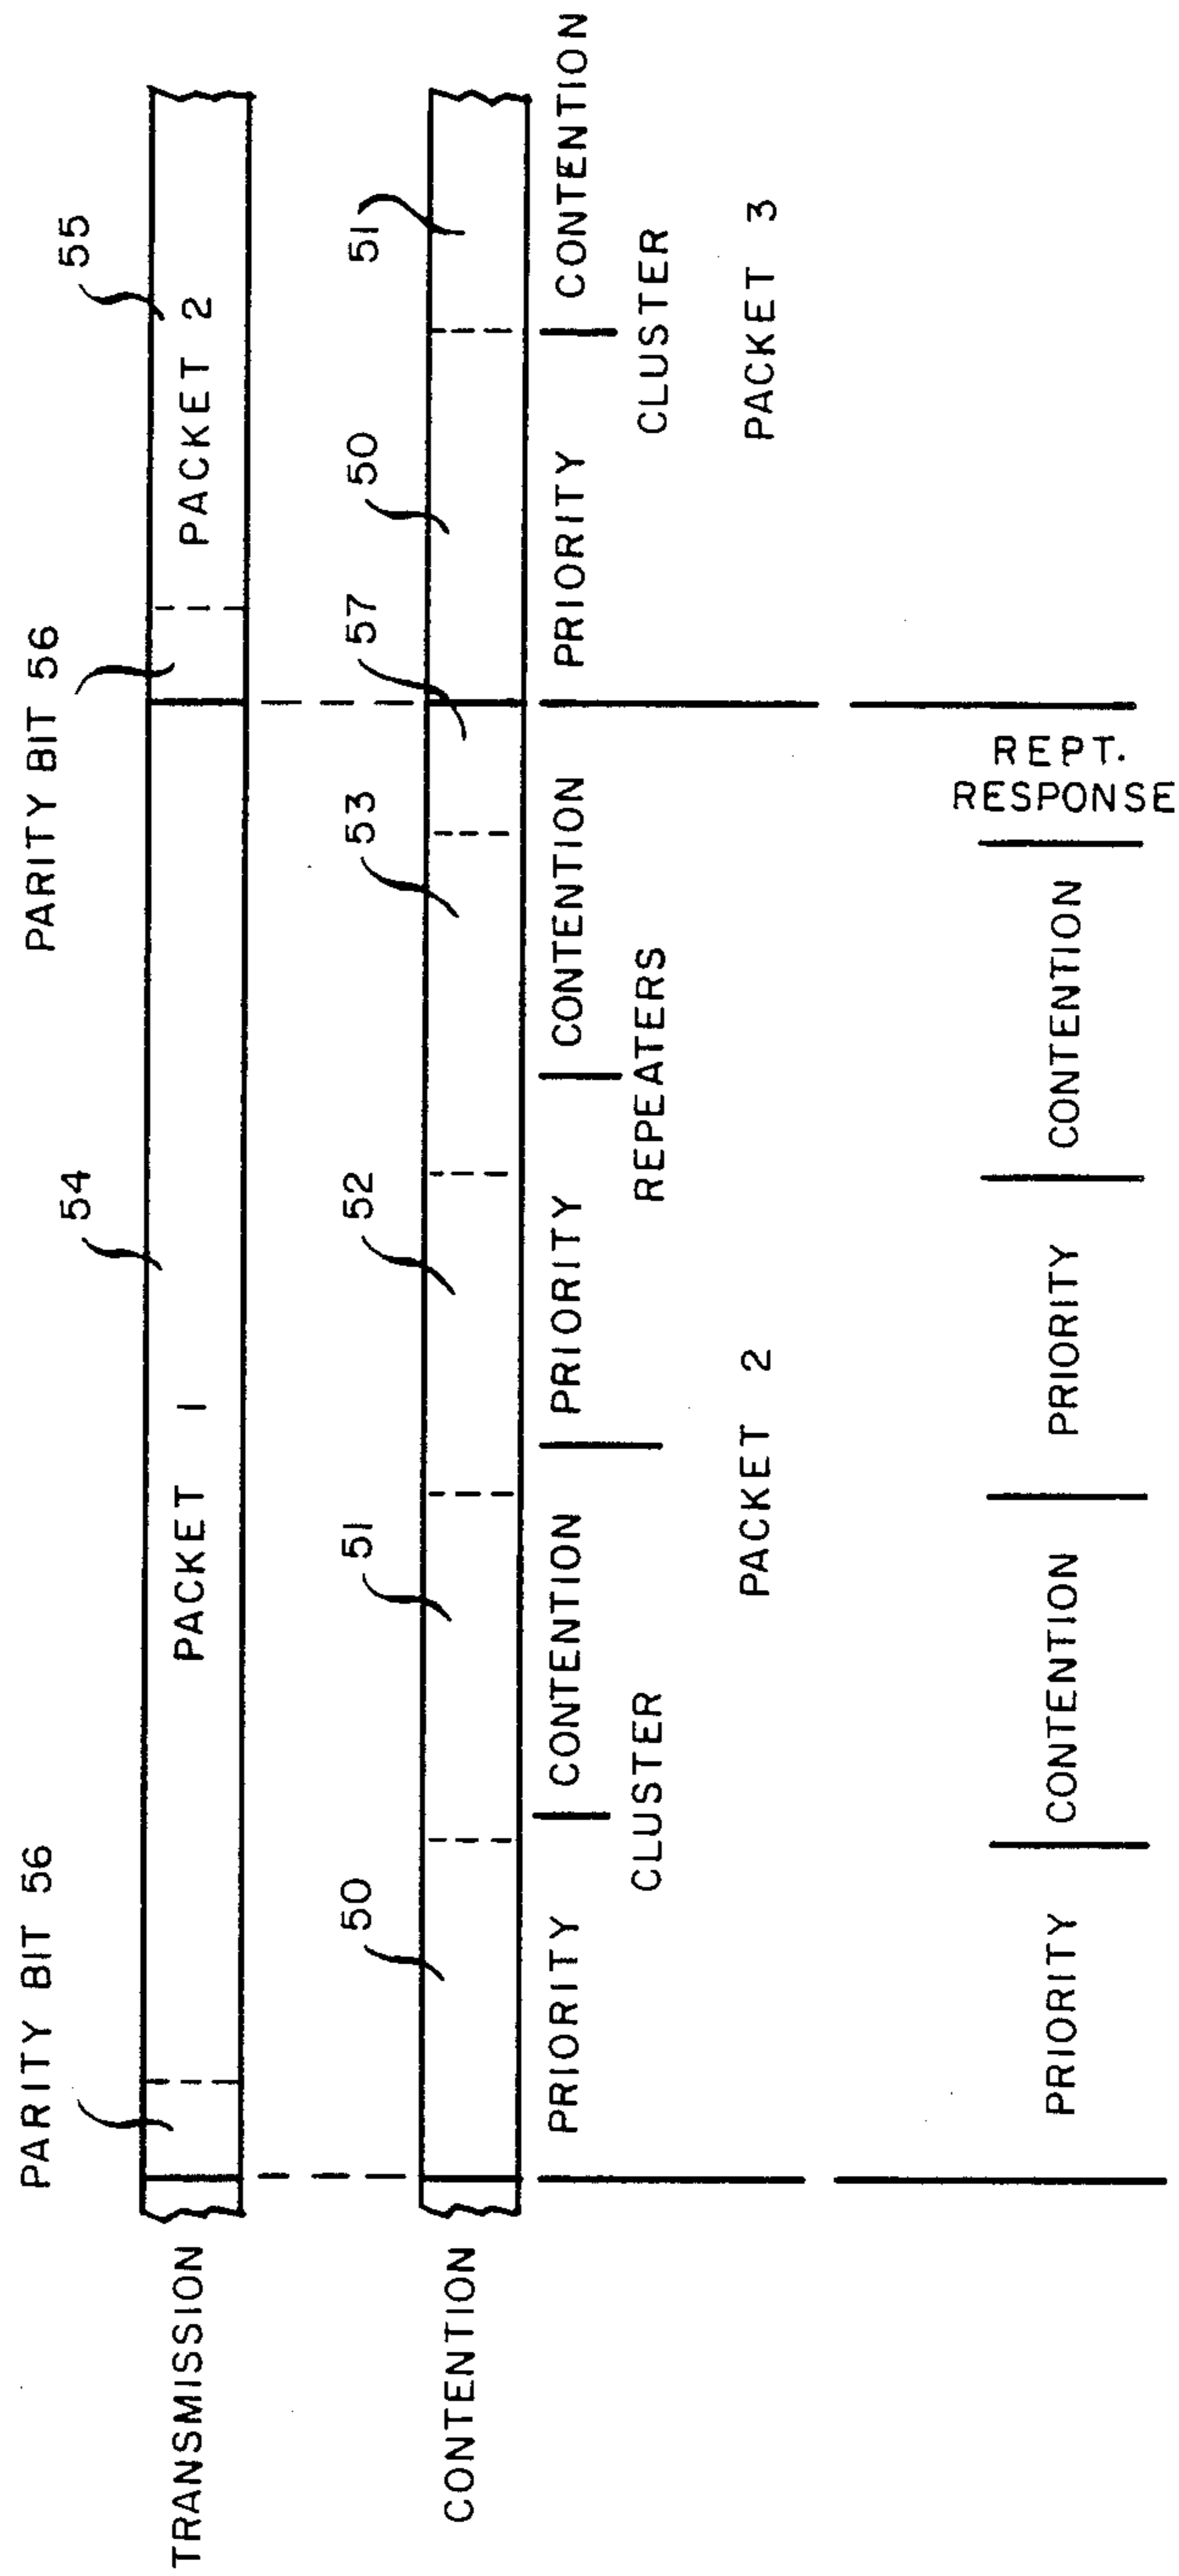 PARITY BIT 56
PARITY BIT 56
54
55
TRANSMISSION
PACKET 1
PACKET 2
50
51
52
53
57
50
51
CONTENTION
PRIORITY
CONTENTION
PRIORITY
CONTENTION
PRIORITY
CONTENTION
CLUSTER
REPEATERS
CLUSTER
PACKET 2
PACKET 3
PRIORITY
CONTENTION
PRIORITY
CONTENTION
REPT.
RESPONSE